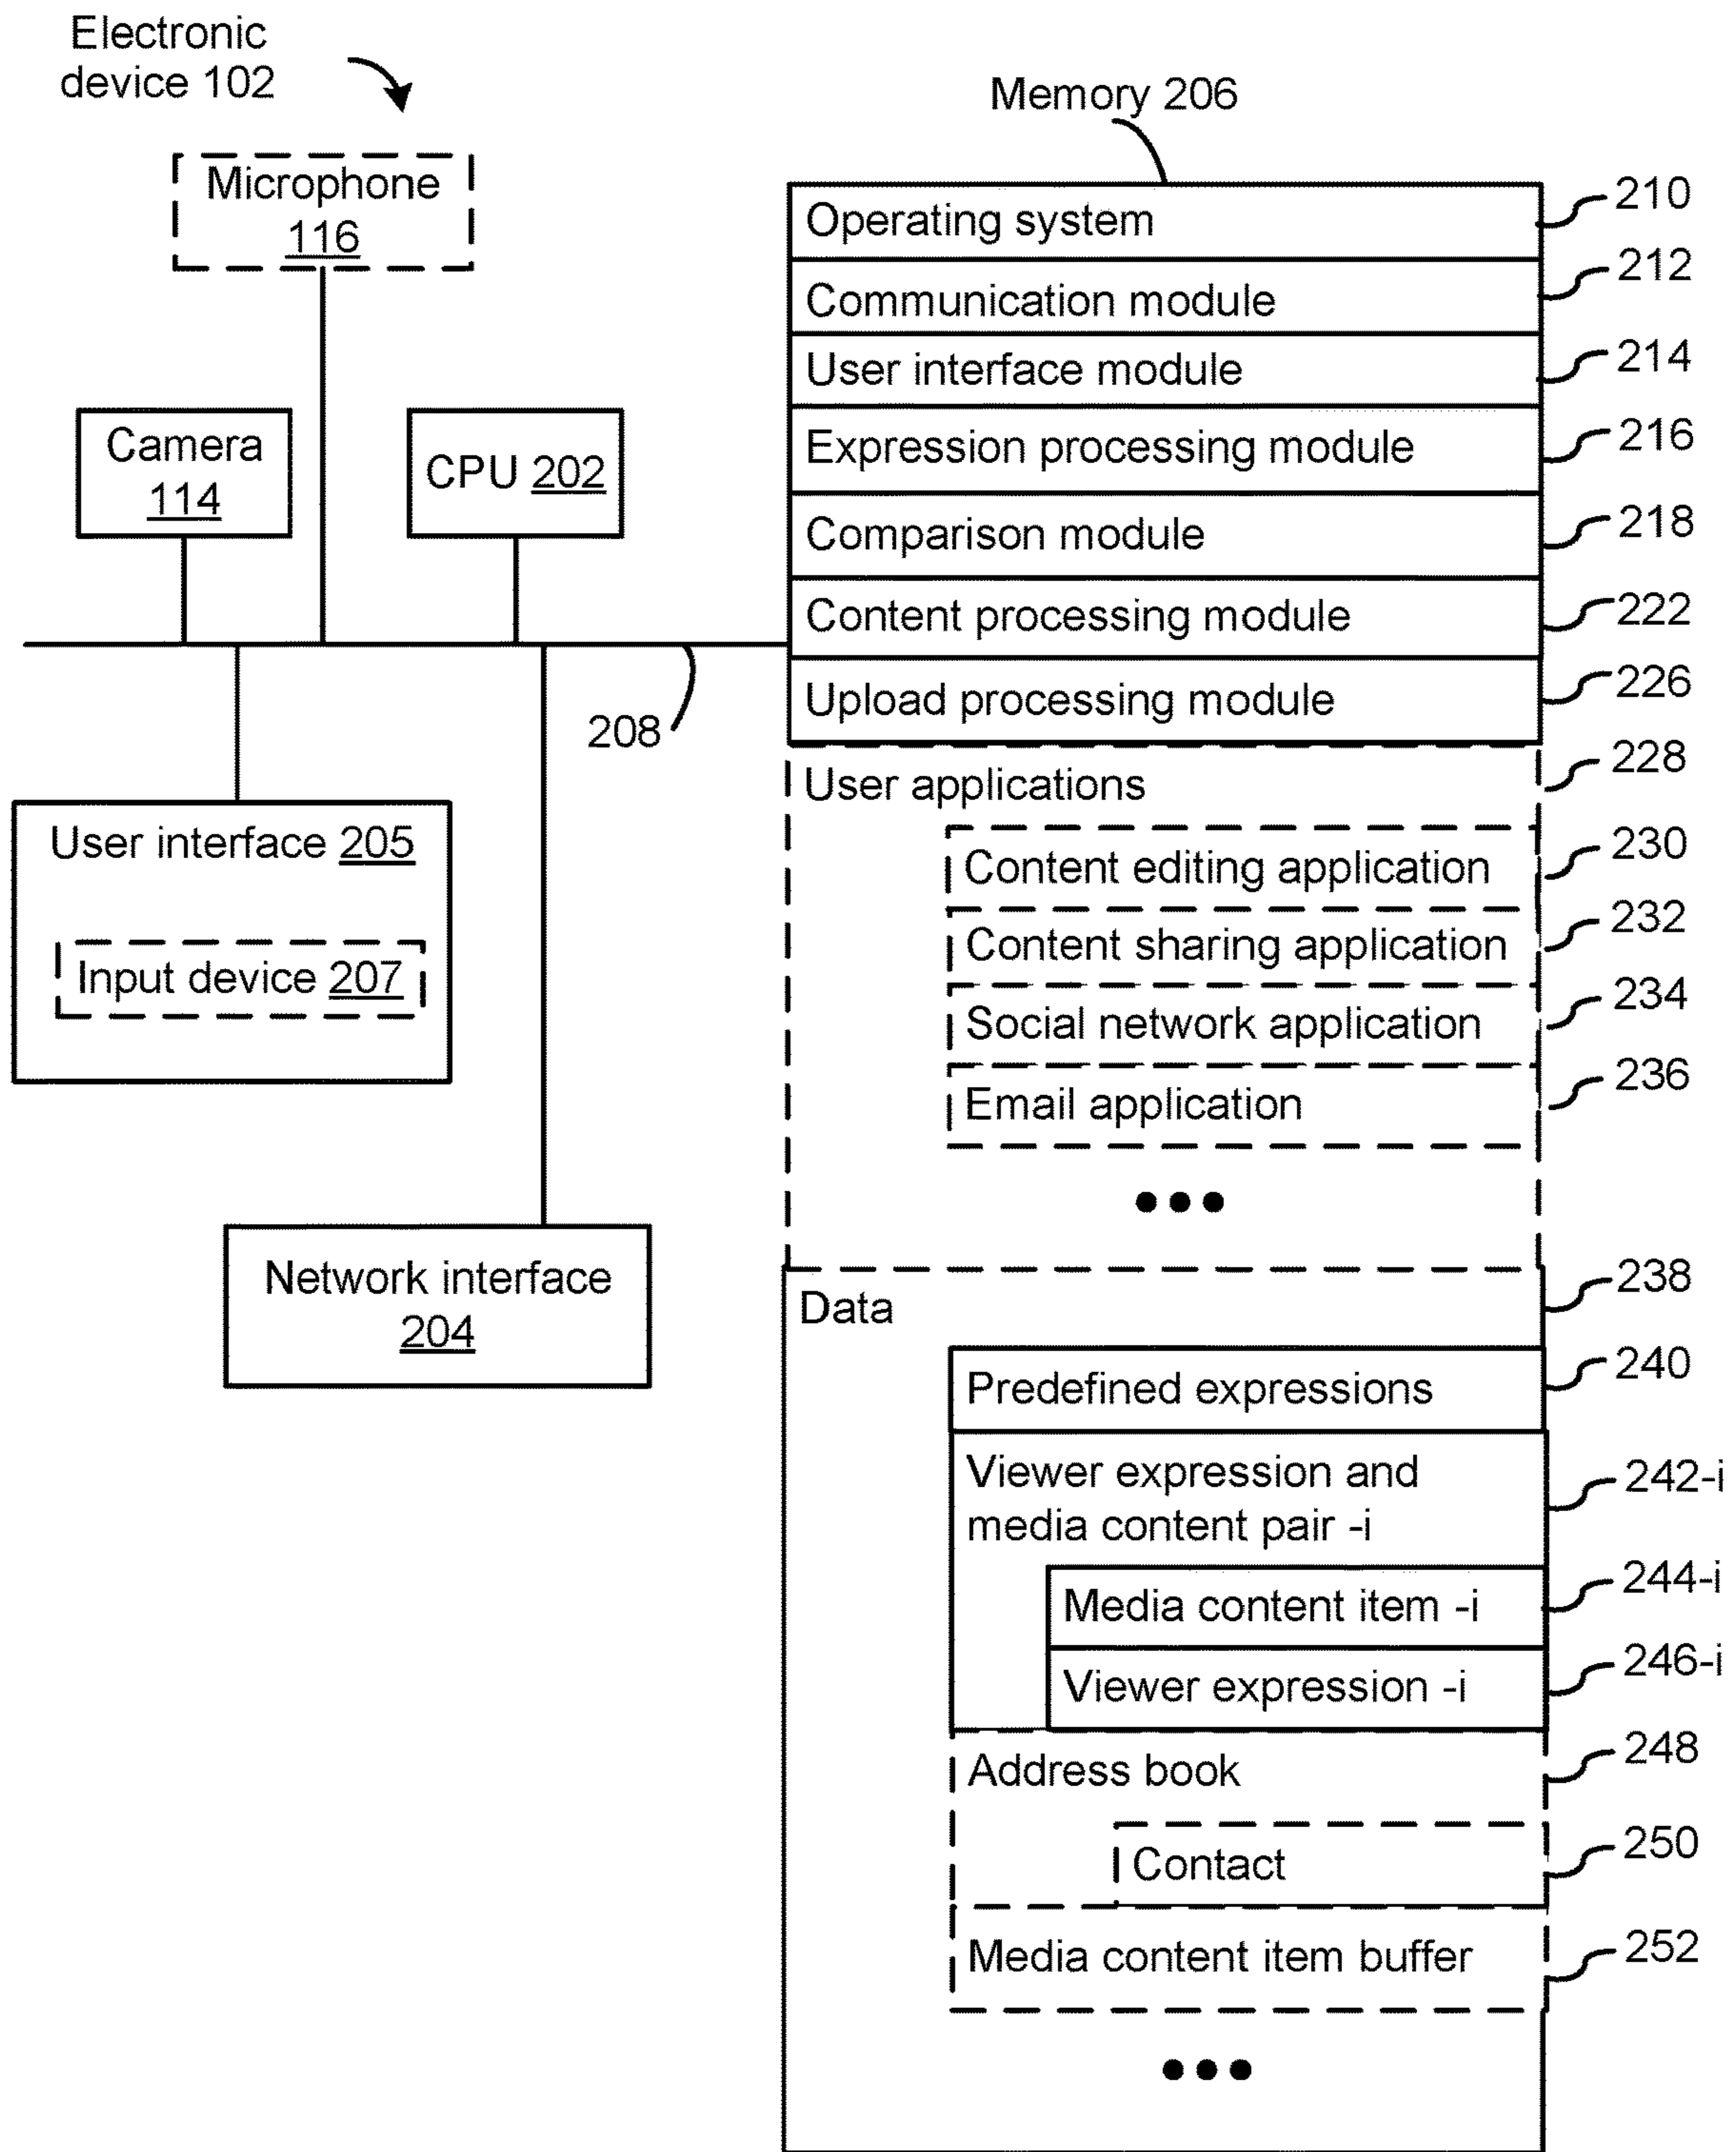 Electronic
device 102
Memory 206
Microphone
116
Camera
114
CPU 202
208
User interface 205
Input device 207
Network interface
204
Operating system
210
Communication module
212
User interface module
214
Expression processing module
216
Comparison module
218
Content processing module
222
Upload processing module
226
User applications
228
Content editing application
230
Content sharing application
232
Social network application
234
Email application
236
•••
Data
238
Predefined expressions
240
Viewer expression and
media content pair -i
242-i
Media content item -i
244-i
Viewer expression -i
246-i
Address book
248
Contact
250
Media content item buffer
252
•••